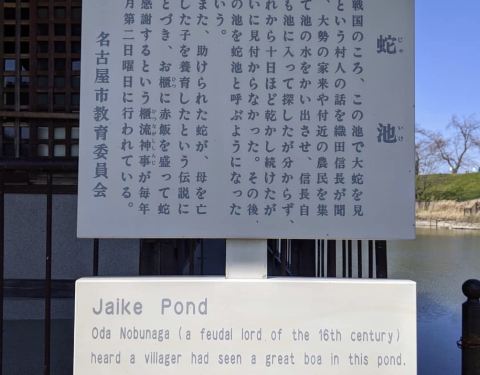 蛇池
じゃ いけ
戦国のころ、この池で大蛇を見
という村人の話を織田信長が聞
、大勢の家来や付近の農民を集
て池の水をかい出させ、信長自
も池に入って探したが分からず、
れから十日ほど乾かし続けたが
いに見付からなかった。その後、
の池を蛇池と呼ぶようになった
いう。
また、助けられた蛇が、母を亡
した子を養育したという伝説に
とづき、お櫃に赤飯を盛って蛇
感謝するという櫃流神事が毎年
月第二日曜日に行われている。
名古屋市教育委員会
Jaike Pond
Oda Nobunaga (a feudal lord of the 16th century)
heard a villager had seen a great boa in this pond.